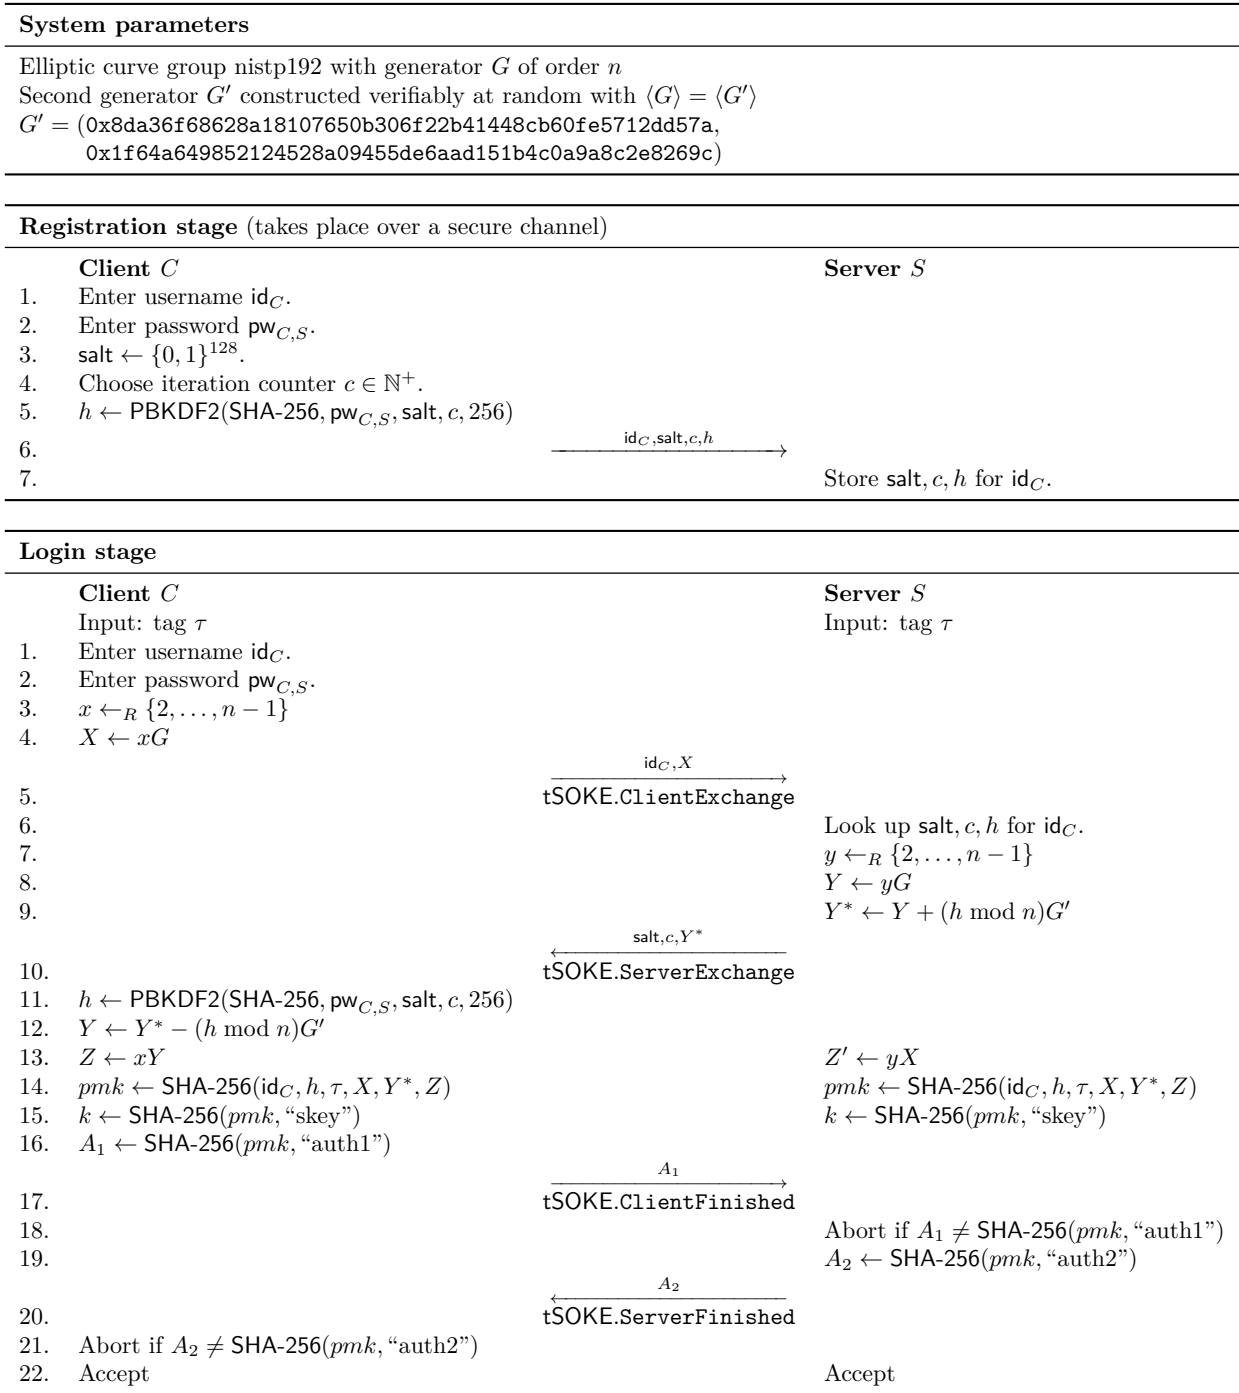 System parameters
Elliptic curve group nistp192 with generator G of order n
Second generator G′ constructed verifiably at random with ⟨G⟩ = ⟨G′⟩
G′ = (0x8da36f68628a18107650b306f22b41448cb60fe5712dd57a,
0x1f64a649852124528a09455de6aad151b4c0a9a8c2e8269c)
Registration stage (takes place over a secure channel)
Client C Server S
1. Enter username id_C.
2. Enter password pw_{C,S}.
3. salt ← {0, 1}^{128}.
4. Choose iteration counter c ∈ ℕ⁺.
5. h ← PBKDF2(SHA-256, pw_{C,S}, salt, c, 256)
id_C,salt,c,h
6.
7. Store salt, c, h for id_C.
Login stage
Client C Server S
Input: tag τ Input: tag τ
1. Enter username id_C.
2. Enter password pw_{C,S}.
3. x ←_R {2, . . . , n − 1}
4. X ← xG
id_C,X
5. tSOKE.ClientExchange
6. Look up salt, c, h for id_C.
7. y ←_R {2, . . . , n − 1}
8. Y ← yG
9. Y* ← Y + (h mod n)G′
salt,c,Y*
10. tSOKE.ServerExchange
11. h ← PBKDF2(SHA-256, pw_{C,S}, salt, c, 256)
12. Y ← Y* − (h mod n)G′
13. Z ← xY Z′ ← yX
14. pmk ← SHA-256(id_C, h, τ, X, Y*, Z) pmk ← SHA-256(id_C, h, τ, X, Y*, Z)
15. k ← SHA-256(pmk, “skey”) k ← SHA-256(pmk, “skey”)
16. A₁ ← SHA-256(pmk, “auth1”)
A₁
17. tSOKE.ClientFinished
18. Abort if A₁ ≠ SHA-256(pmk, “auth1”)
19. A₂ ← SHA-256(pmk, “auth2”)
A₂
20. tSOKE.ServerFinished
21. Abort if A₂ ≠ SHA-256(pmk, “auth2”)
22. Accept Accept